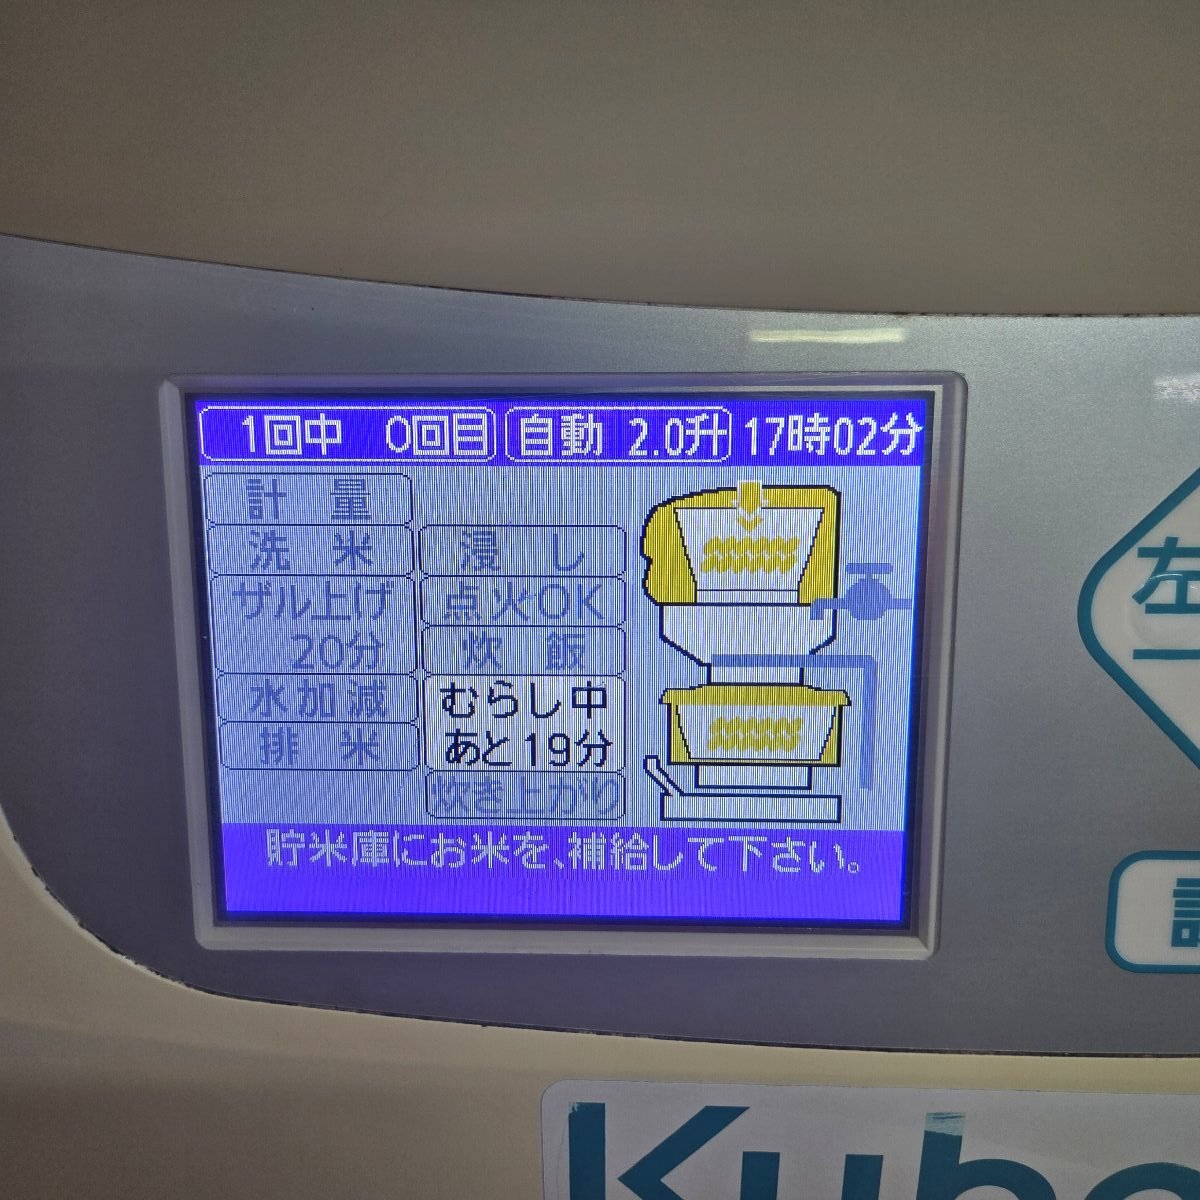 1回中 0回目 自動 2.0升 17時02分
計 量
洗 米
ザル上げ
20分
水加減
排 米
浸 し
点火OK
炊 飯
むらし中
あと19分
炊き上がり
貯米庫にお米を、補給して下さい。
左